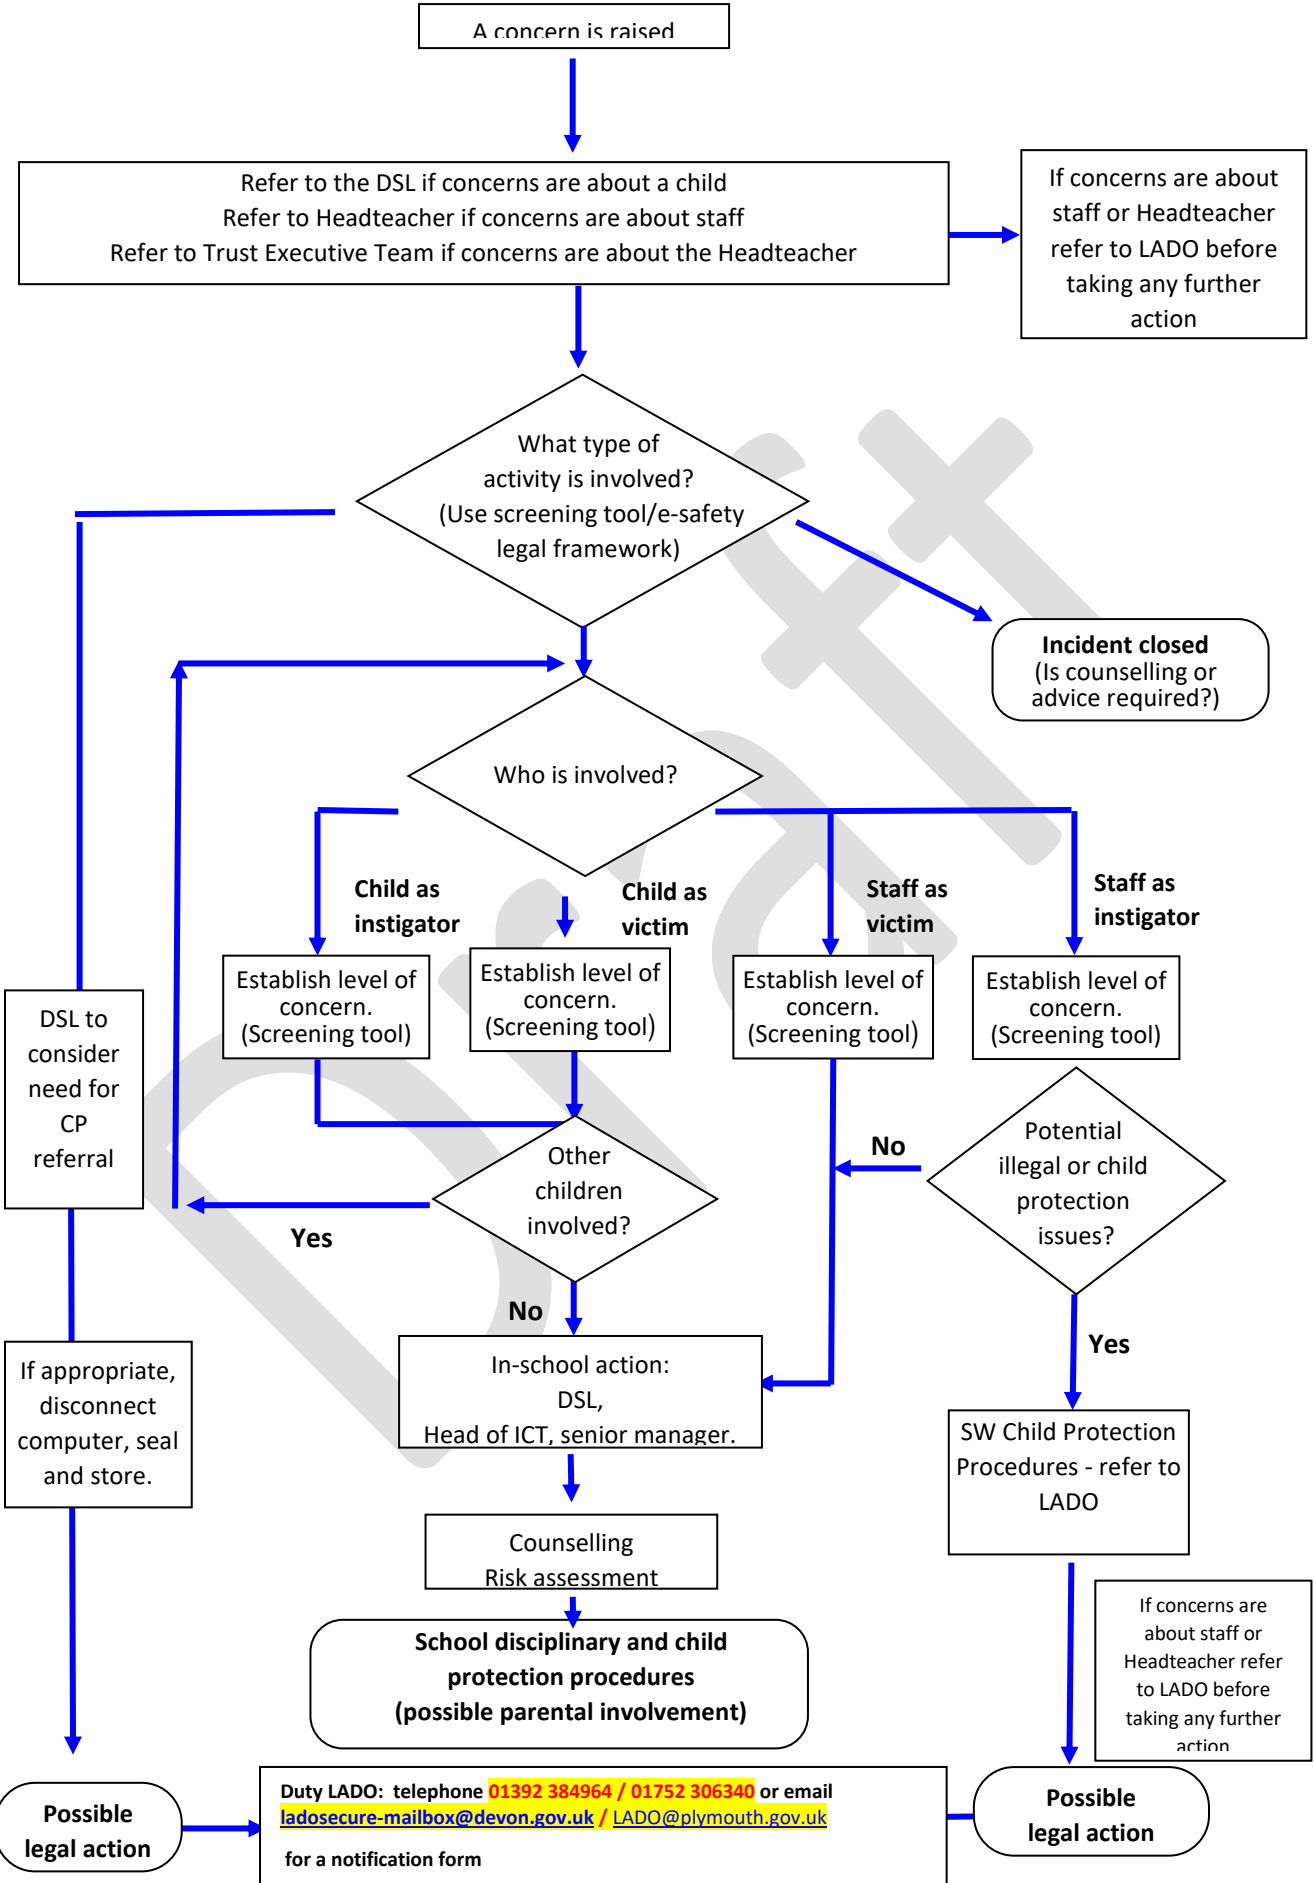 A concern is raised
Refer to the DSL if concerns are about a child
Refer to Headteacher if concerns are about staff
Refer to Trust Executive Team if concerns are about the Headteacher
If concerns are about
staff or Headteacher
refer to LADO before
taking any further
action
What type of
activity is involved?
(Use screening tool/e-safety
legal framework)
Incident closed
(Is counselling or
advice required?)
Who is involved?
Child as
instigator
Child as
victim
Staff as
victim
Staff as
instigator
Establish level of
concern.
(Screening tool)
Establish level of
concern.
(Screening tool)
Establish level of
concern.
(Screening tool)
Establish level of
concern.
(Screening tool)
DSL to
consider
need for
CP
referral
Other
children
involved?
Yes
No
Potential
illegal or child
protection
issues?
No
Yes
If appropriate,
disconnect
computer, seal
and store.
In-school action:
DSL,
Head of ICT, senior manager.
SW Child Protection
Procedures - refer to
LADO
Counselling
Risk assessment
School disciplinary and child
protection procedures
(possible parental involvement)
If concerns are
about staff or
Headteacher refer
to LADO before
taking any further
action
Possible
legal action
Duty LADO: telephone 01392 384964 / 01752 306340 or email
ladosecure-mailbox@devon.gov.uk / LADO@plymouth.gov.uk
for a notification form
Possible
legal action
Draft